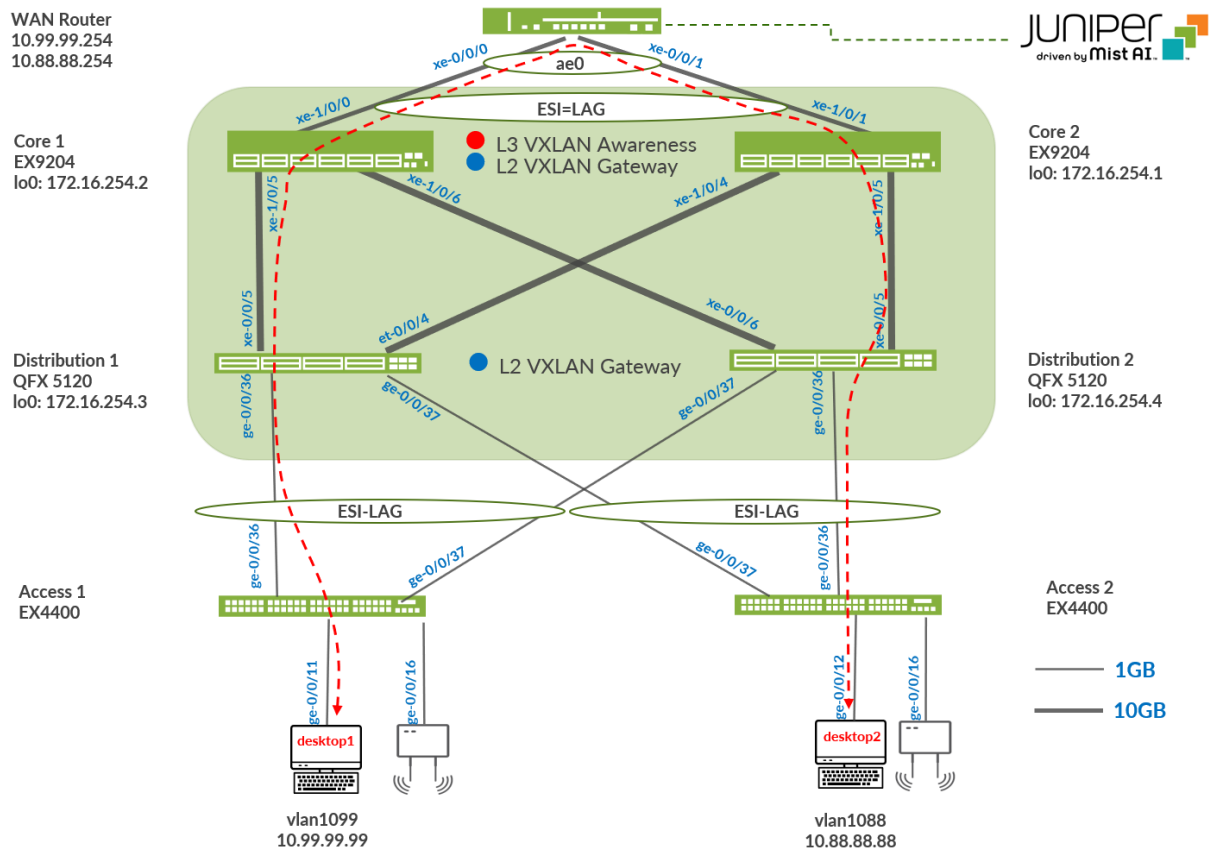 WAN Router
10.99.99.254
10.88.88.254
JUNIPer
driven by Mist AI
xe-0/0/0
xe-0/0/1
ae0
xe-1/0/0
ESI=LAG
xe-1/0/1
Core 1
EX9204
lo0: 172.16.254.2
L3 VXLAN Awareness
L2 VXLAN Gateway
Core 2
EX9204
lo0: 172.16.254.1
xe-1/0/5
xe-1/0/6
xe-1/0/4
xe-1/0/5
xe-0/0/5
et-0/0/4
xe-0/0/6
xe-0/0/5
Distribution 1
QFX 5120
lo0: 172.16.254.3
L2 VXLAN Gateway
Distribution 2
QFX 5120
lo0: 172.16.254.4
ge-0/0/36
ge-0/0/37
ge-0/0/37
ge-0/0/36
ESI-LAG
ESI-LAG
ge-0/0/36
ge-0/0/37
ge-0/0/37
ge-0/0/36
Access 1
EX4400
Access 2
EX4400
ge-0/0/11
ge-0/0/16
ge-0/0/12
ge-0/0/16
1GB
10GB
desktop1
desktop2
vlan1099
10.99.99.99
vlan1088
10.88.88.88